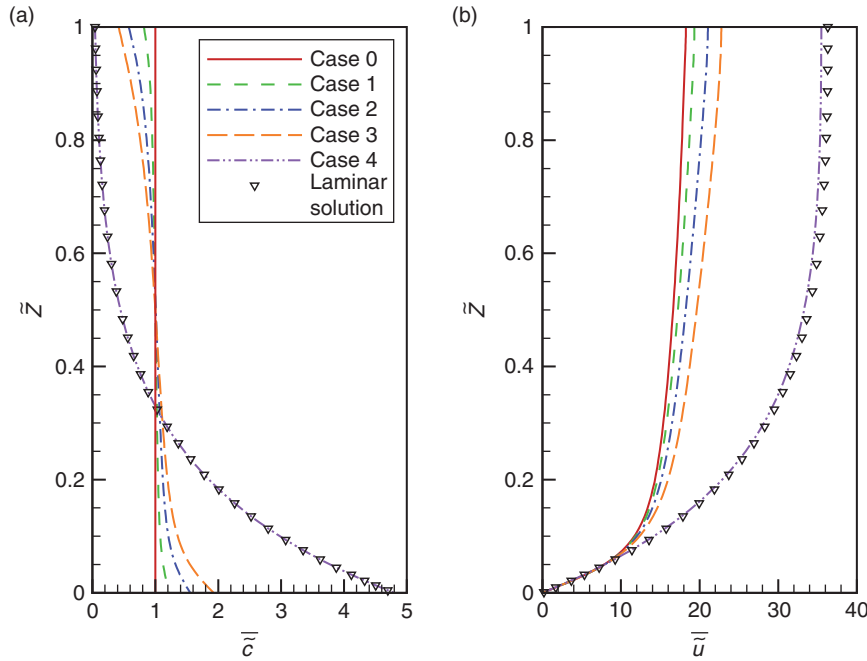 (a)
(b)
1
0.8
0.6
0.4
0.2
0
z̃
0 1 2 3 4 5
c̃̅
Case 0
Case 1
Case 2
Case 3
Case 4
Laminar
solution
1
0.8
0.6
0.4
0.2
0
z̃
0 10 20 30 40
ũ̅